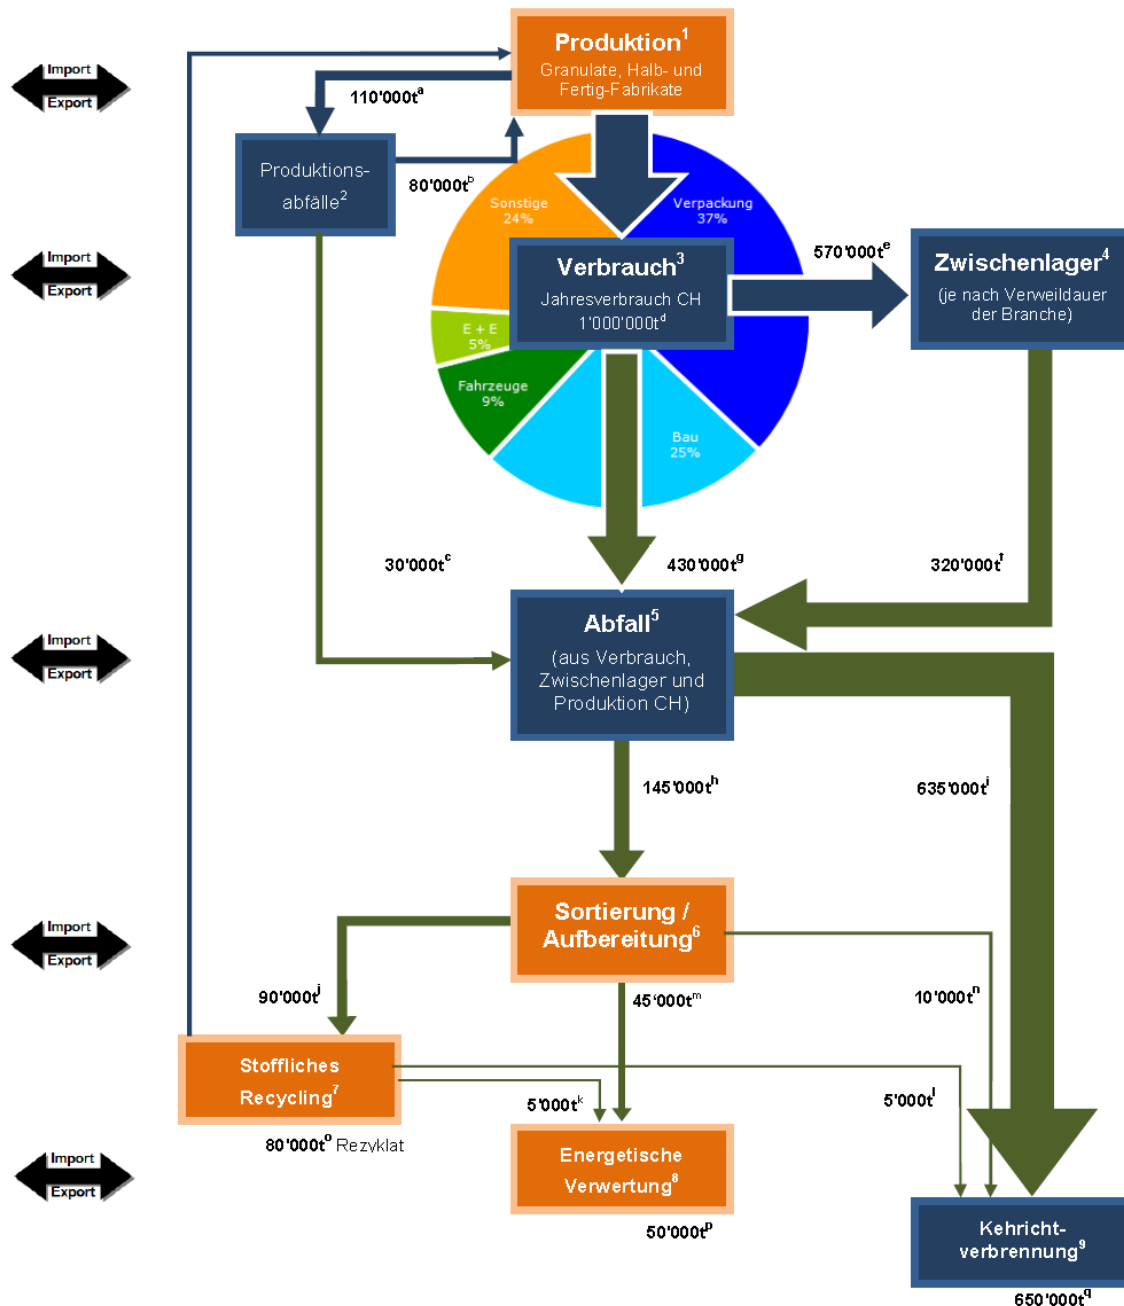 Produktion¹
Granulate, Halb- und
Fertig-Fabrikate
Import
Export
110'000tᵃ
Produktions-
abfälle²
80'000tᵇ
Sonstige
24%
Verpackung
37%
Import
Export
Verbrauch³
Jahresverbrauch CH
1'000'000tᵈ
570'000tᵉ
Zwischenlager⁴
(je nach Verweildauer
der Branche)
E + E
5%
Fahrzeuge
9%
Bau
25%
30'000tᶜ
430'000tᵍ
320'000tᶠ
Import
Export
Abfall⁵
(aus Verbrauch,
Zwischenlager und
Produktion CH)
145'000tʰ
635'000tⁱ
Import
Export
Sortierung /
Aufbereitung⁶
90'000tʲ
45'000tᵐ
10'000tⁿ
Stoffliches
Recycling⁷
5'000tᵏ
5'000tˡ
80'000tᵒ Rezyklat
Import
Export
Energetische
Verwertung⁸
50'000tᵖ
Kehricht-
verbrennung⁹
650'000t𐞥